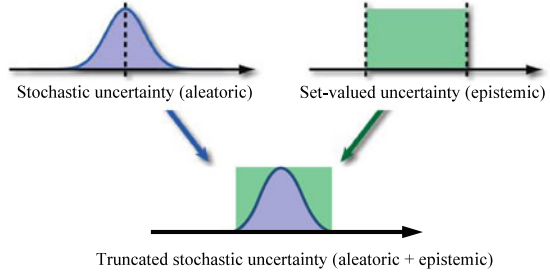 Stochastic uncertainty (aleatoric)
Set-valued uncertainty (epistemic)
Truncated stochastic uncertainty (aleatoric + epistemic)